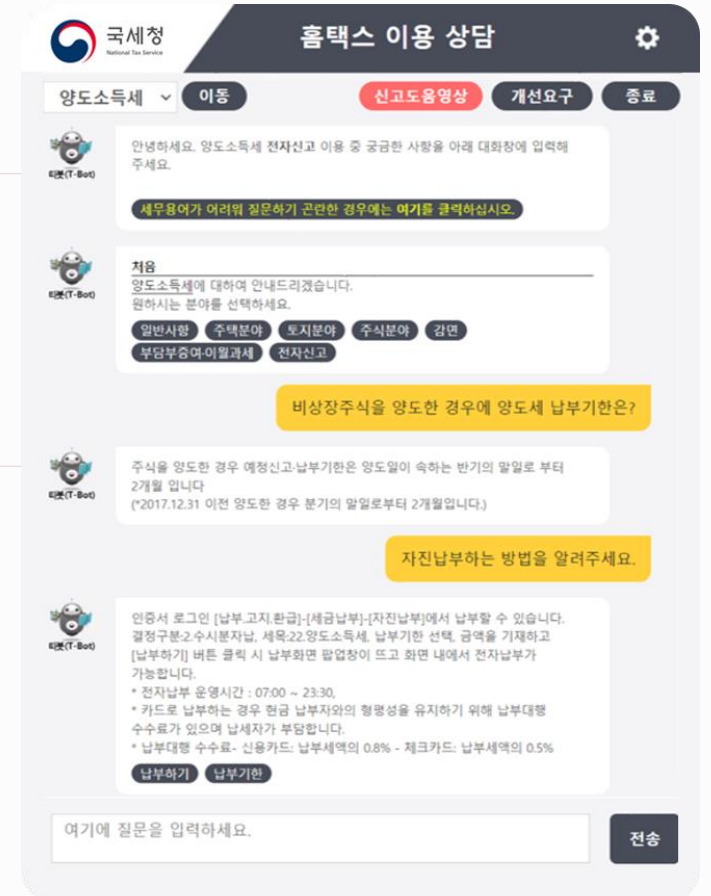 국세청
National Tax Service
홈택스 이용 상담
양도소득세
이동
신고도움영상
개선요구
종료
티봇(T-Bot)
안녕하세요. 양도소득세 전자신고 이용 중 궁금한 사항을 아래 대화창에 입력해
주세요.
세무용어가 어려워 질문하기 곤란한 경우에는 여기를 클릭하십시오.
티봇(T-Bot)
처음
양도소득세에 대하여 안내드리겠습니다.
원하시는 분야를 선택하세요.
일반사항 주택분야 토지분야 주식분야 감면
부담부증여·이월과세 전자신고
비상장주식을 양도한 경우에 양도세 납부기한은?
티봇(T-Bot)
주식을 양도한 경우 예정신고·납부기한은 양도일이 속하는 반기의 말일로 부터
2개월 입니다
(*2017.12.31 이전 양도한 경우 분기의 말일로부터 2개월입니다.)
자진납부하는 방법을 알려주세요.
티봇(T-Bot)
인증서 로그인 [납부.고지.환급]-[세금납부]-[자진납부]에서 납부할 수 있습니다.
결정구분:2.수시분자납, 세목:22.양도소득세, 납부기한 선택, 금액을 기재하고
[납부하기] 버튼 클릭 시 납부화면 팝업창이 뜨고 화면 내에서 전자납부가
가능합니다.
* 전자납부 운영시간 : 07:00 ~ 23:30,
* 카드로 납부하는 경우 현금 납부자와의 형평성을 유지하기 위해 납부대행
수수료가 있으며 납세자가 부담합니다.
* 납부대행 수수료- 신용카드: 납부세액의 0.8% - 체크카드: 납부세액의 0.5%
납부하기 납부기한
여기에 질문을 입력하세요.
전송